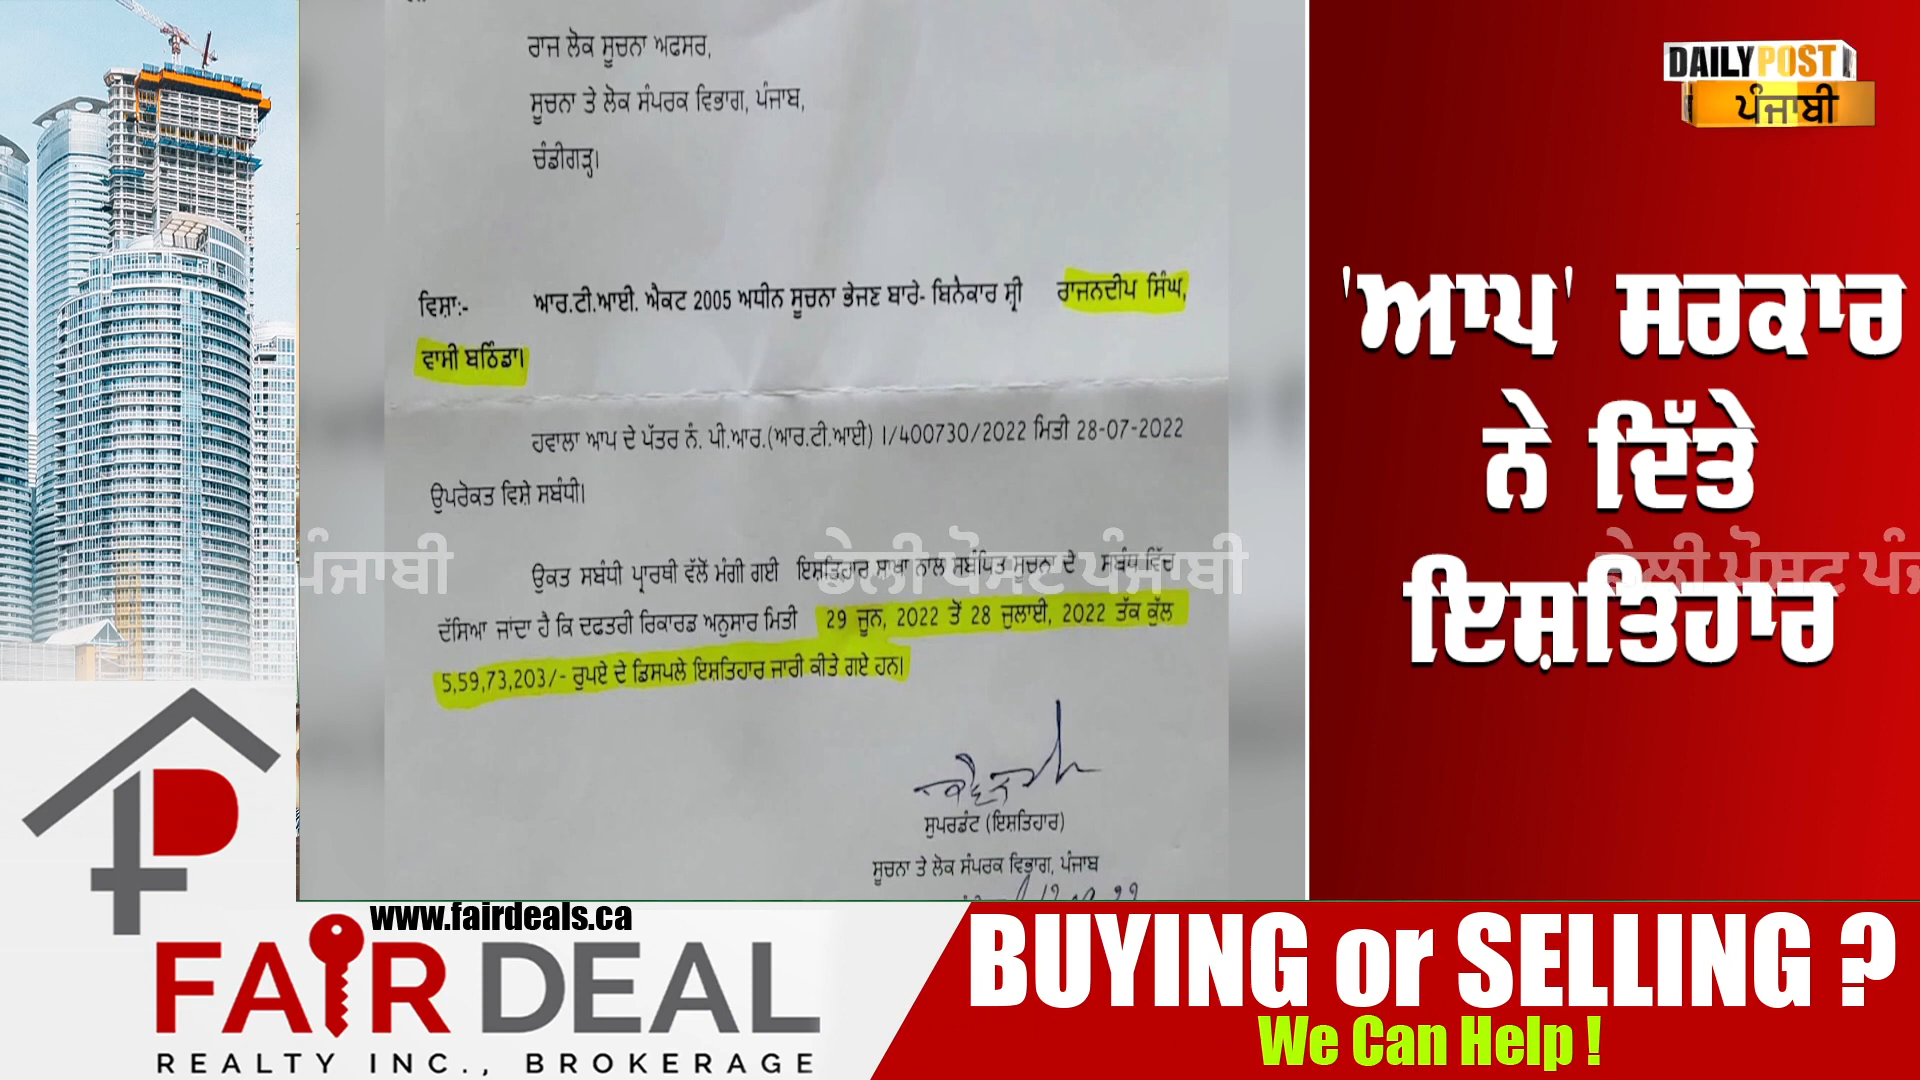 ਰਾਜ ਲੋਕ ਸੂਚਨਾ ਅਫਸਰ,
ਸੂਚਨਾ ਤੇ ਲੋਕ ਸੰਪਰਕ ਵਿਭਾਗ, ਪੰਜਾਬ,
ਚੰਡੀਗੜ੍ਹ।
ਵਿਸ਼ਾ:- ਆਰ.ਟੀ.ਆਈ. ਐਕਟ 2005 ਅਧੀਨ ਸੂਚਨਾ ਭੇਜਣ ਬਾਰੇ- ਬਿਨੈਕਾਰ ਸ੍ਰੀ ਰਾਜਨਦੀਪ ਸਿੰਘ,
ਵਾਸੀ ਬਠਿੰਡਾ।
ਹਵਾਲਾ ਆਪ ਦੇ ਪੱਤਰ ਨੰ. ਪੀ.ਆਰ.(ਆਰ.ਟੀ.ਆਈ) I/400730/2022 ਮਿਤੀ 28-07-2022
ਉਪਰੋਕਤ ਵਿਸ਼ੇ ਸਬੰਧੀ।
ਉਕਤ ਸਬੰਧੀ ਪ੍ਰਾਰਥੀ ਵੱਲੋਂ ਮੰਗੀ ਗਈ ਇਸ਼ਤਿਹਾਰ ਸ਼ਾਖਾ ਨਾਲ ਸਬੰਧਿਤ ਸੂਚਨਾ ਦੇ ਸਬੰਧ ਵਿੱਚ
ਦੱਸਿਆ ਜਾਂਦਾ ਹੈ ਕਿ ਦਫਤਰੀ ਰਿਕਾਰਡ ਅਨੁਸਾਰ ਮਿਤੀ 29 ਜੂਨ, 2022 ਤੋਂ 28 ਜੁਲਾਈ, 2022 ਤੱਕ ਕੁੱਲ
5,59,73,203/- ਰੁਪਏ ਦੇ ਡਿਸਪਲੇ ਇਸ਼ਤਿਹਾਰ ਜਾਰੀ ਕੀਤੇ ਗਏ ਹਨ।
ਸੁਪਰਡੰਟ (ਇਸ਼ਤਿਹਾਰ)
ਸੂਚਨਾ ਤੇ ਲੋਕ ਸੰਪਰਕ ਵਿਭਾਗ, ਪੰਜਾਬ
DAILYPOST
ਪੰਜਾਬੀ
'ਆਪ' ਸਰਕਾਰ
ਨੇ ਦਿੱਤੇ
ਇਸ਼ਤਿਹਾਰ
ਪੰਜਾਬੀ
ਡੇਲੀ ਪੋਸਟ ਪੰਜਾਬੀ
ਡੇਲੀ ਪੋਸਟ
www.fairdeals.ca
FAIR DEAL
REALTY INC., BROKERAGE
BUYING or SELLING ?
We Can Help !